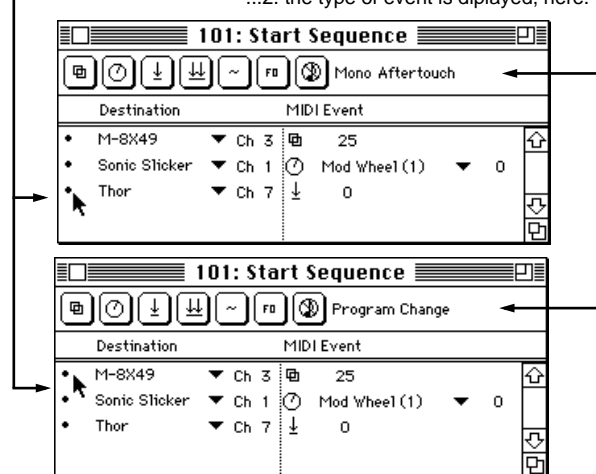 ...2. the type of event is diplayed, here.
101: Start Sequence
F0 Mono Aftertouch
Destination MIDI Event
M-8X49 Ch 3 25
Sonic Slicker Ch 1 Mod Wheel (1) 0
Thor Ch 7 0
101: Start Sequence
F0 Program Change
Destination MIDI Event
M-8X49 Ch 3 25
Sonic Slicker Ch 1 Mod Wheel (1) 0
Thor Ch 7 0